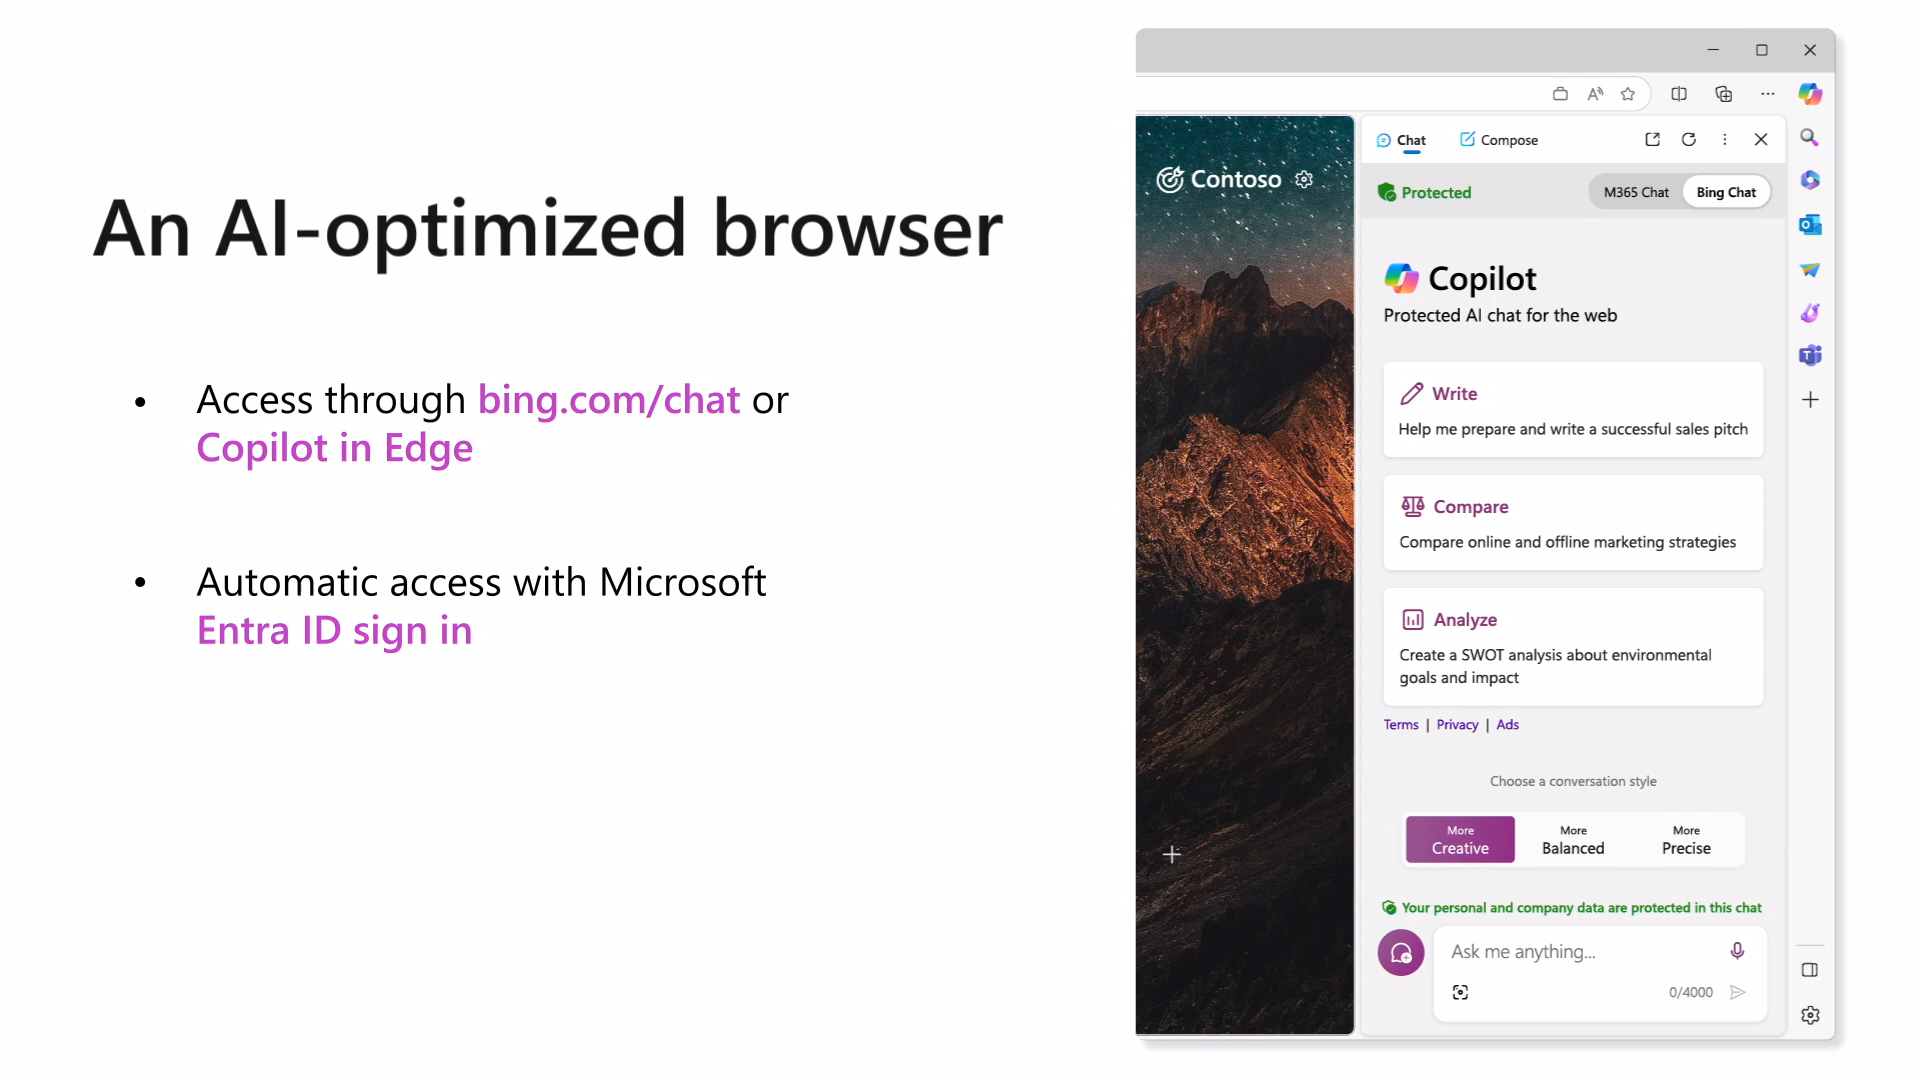 An AI-optimized browser
• Access through bing.com/chat or
Copilot in Edge
• Automatic access with Microsoft
Entra ID sign in
Contoso
Chat
Compose
Protected
M365 Chat
Bing Chat
Copilot
Protected AI chat for the web
Write
Help me prepare and write a successful sales pitch
Compare
Compare online and offline marketing strategies
Analyze
Create a SWOT analysis about environmental
goals and impact
Terms | Privacy | Ads
Choose a conversation style
More
Creative
More
Balanced
More
Precise
Your personal and company data are protected in this chat
Ask me anything...
0/4000